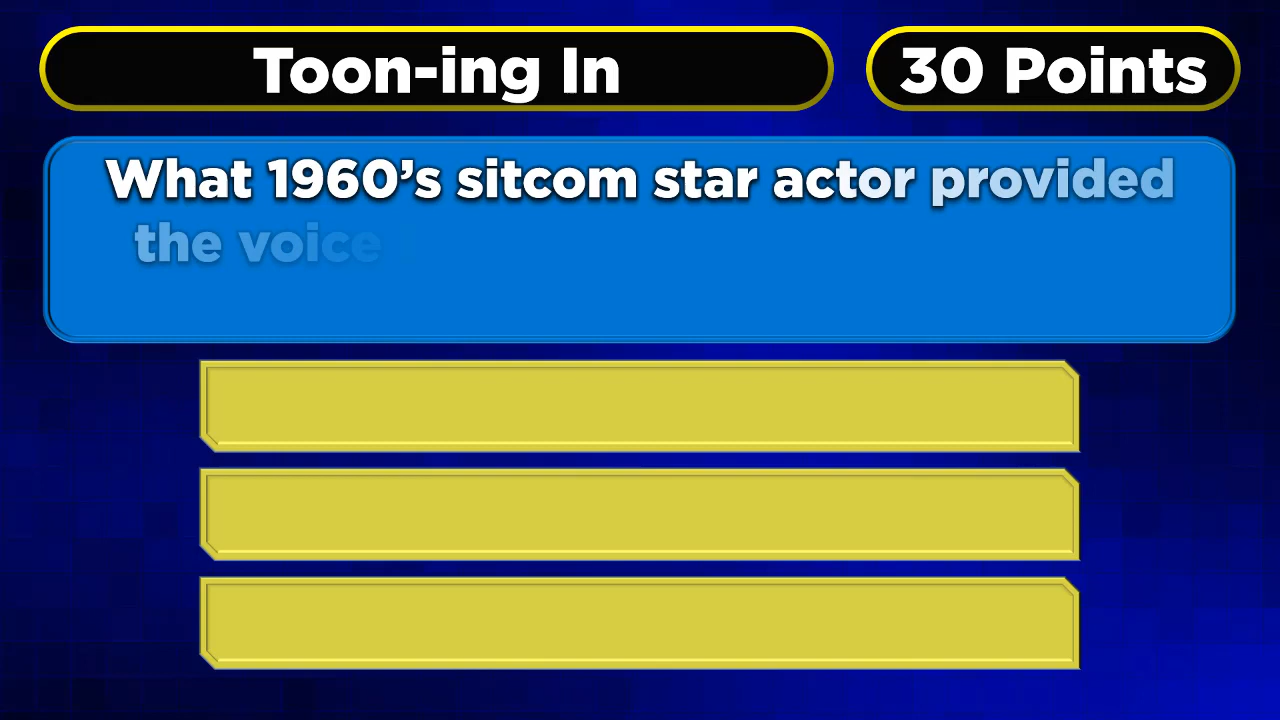 Toon-ing In
30 Points
What 1960’s sitcom star actor provided
the voice